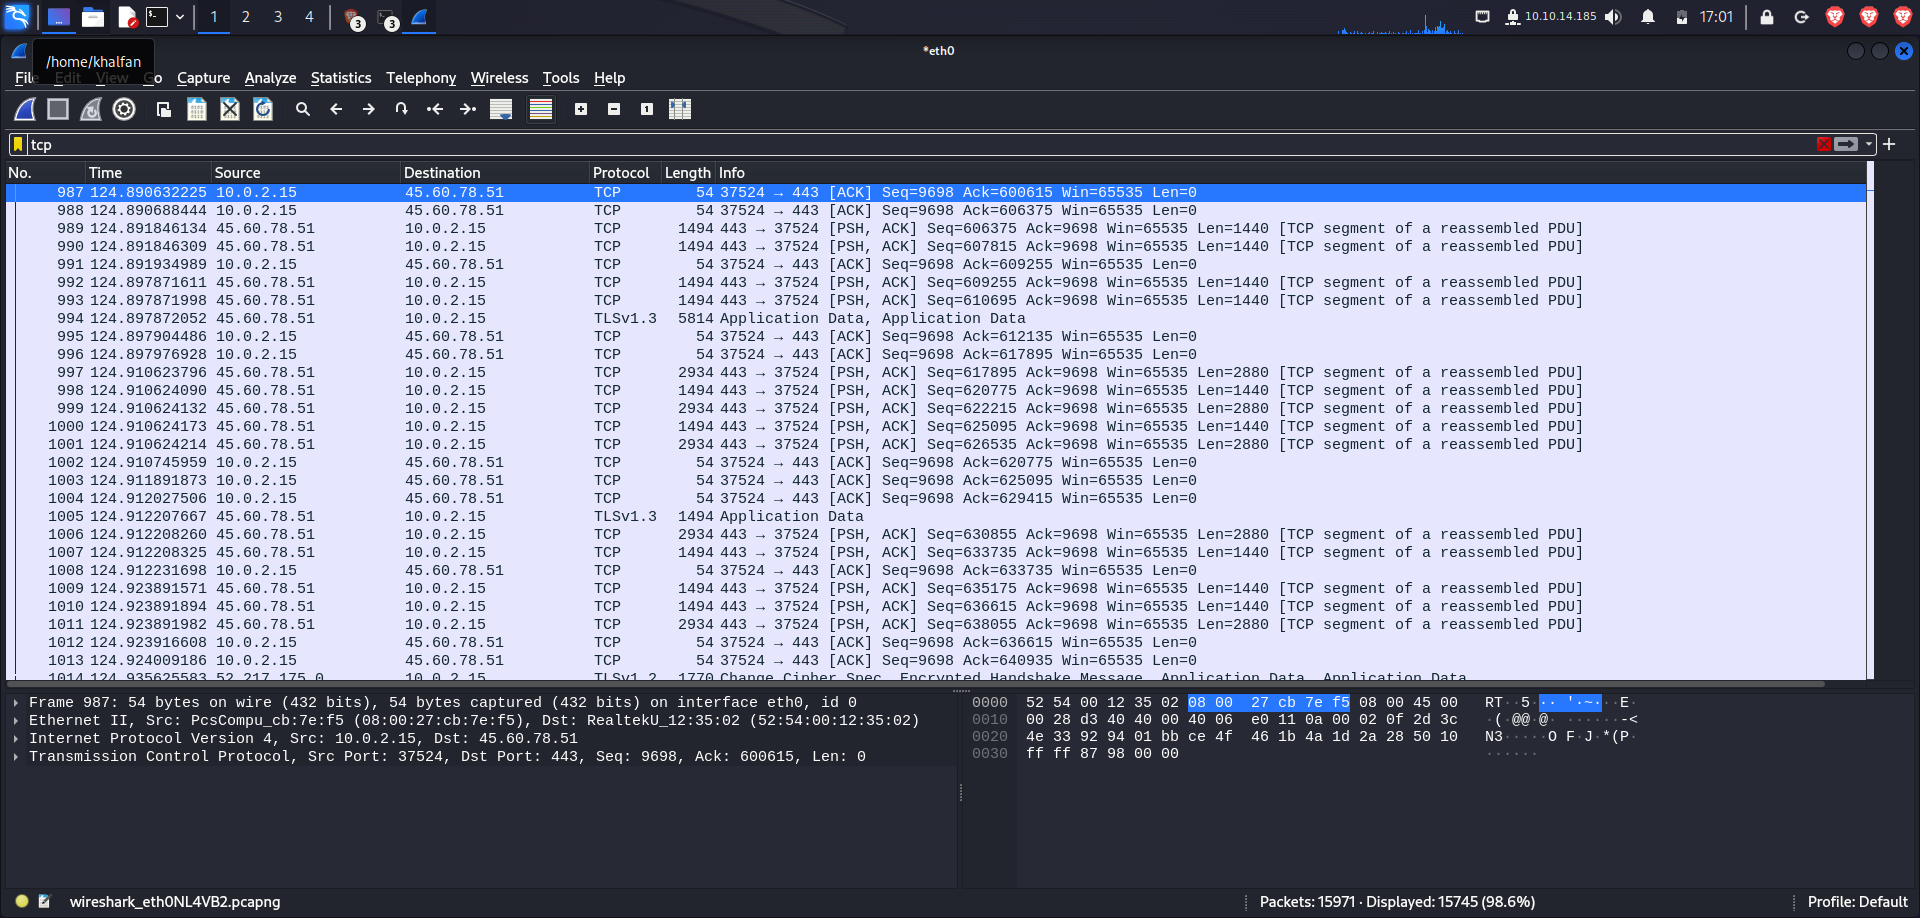 1 2 3 4 3 3 10.10.14.185 17:01
*eth0
/home/khalfan
File Edit View Go Capture Analyze Statistics Telephony Wireless Tools Help
tcp
No. Time Source Destination Protocol Length Info
987 124.890632225 10.0.2.15 45.60.78.51 TCP 54 37524 → 443 [ACK] Seq=9698 Ack=600615 Win=65535 Len=0
988 124.890688444 10.0.2.15 45.60.78.51 TCP 54 37524 → 443 [ACK] Seq=9698 Ack=606375 Win=65535 Len=0
989 124.891846134 45.60.78.51 10.0.2.15 TCP 1494 443 → 37524 [PSH, ACK] Seq=606375 Ack=9698 Win=65535 Len=1440 [TCP segment of a reassembled PDU]
990 124.891846309 45.60.78.51 10.0.2.15 TCP 1494 443 → 37524 [PSH, ACK] Seq=607815 Ack=9698 Win=65535 Len=1440 [TCP segment of a reassembled PDU]
991 124.891934989 10.0.2.15 45.60.78.51 TCP 54 37524 → 443 [ACK] Seq=9698 Ack=609255 Win=65535 Len=0
992 124.897871611 45.60.78.51 10.0.2.15 TCP 1494 443 → 37524 [PSH, ACK] Seq=609255 Ack=9698 Win=65535 Len=1440 [TCP segment of a reassembled PDU]
993 124.897871998 45.60.78.51 10.0.2.15 TCP 1494 443 → 37524 [PSH, ACK] Seq=610695 Ack=9698 Win=65535 Len=1440 [TCP segment of a reassembled PDU]
994 124.897872052 45.60.78.51 10.0.2.15 TLSv1.3 5814 Application Data, Application Data
995 124.897904486 10.0.2.15 45.60.78.51 TCP 54 37524 → 443 [ACK] Seq=9698 Ack=612135 Win=65535 Len=0
996 124.897976928 10.0.2.15 45.60.78.51 TCP 54 37524 → 443 [ACK] Seq=9698 Ack=617895 Win=65535 Len=0
997 124.910623796 45.60.78.51 10.0.2.15 TCP 2934 443 → 37524 [PSH, ACK] Seq=617895 Ack=9698 Win=65535 Len=2880 [TCP segment of a reassembled PDU]
998 124.910624090 45.60.78.51 10.0.2.15 TCP 1494 443 → 37524 [PSH, ACK] Seq=620775 Ack=9698 Win=65535 Len=1440 [TCP segment of a reassembled PDU]
999 124.910624132 45.60.78.51 10.0.2.15 TCP 2934 443 → 37524 [PSH, ACK] Seq=622215 Ack=9698 Win=65535 Len=2880 [TCP segment of a reassembled PDU]
1000 124.910624173 45.60.78.51 10.0.2.15 TCP 1494 443 → 37524 [PSH, ACK] Seq=625095 Ack=9698 Win=65535 Len=1440 [TCP segment of a reassembled PDU]
1001 124.910624214 45.60.78.51 10.0.2.15 TCP 2934 443 → 37524 [PSH, ACK] Seq=626535 Ack=9698 Win=65535 Len=2880 [TCP segment of a reassembled PDU]
1002 124.910745959 10.0.2.15 45.60.78.51 TCP 54 37524 → 443 [ACK] Seq=9698 Ack=620775 Win=65535 Len=0
1003 124.911891873 10.0.2.15 45.60.78.51 TCP 54 37524 → 443 [ACK] Seq=9698 Ack=625095 Win=65535 Len=0
1004 124.912027506 10.0.2.15 45.60.78.51 TCP 54 37524 → 443 [ACK] Seq=9698 Ack=629415 Win=65535 Len=0
1005 124.912207667 45.60.78.51 10.0.2.15 TLSv1.3 1494 Application Data
1006 124.912208260 45.60.78.51 10.0.2.15 TCP 2934 443 → 37524 [PSH, ACK] Seq=630855 Ack=9698 Win=65535 Len=2880 [TCP segment of a reassembled PDU]
1007 124.912208325 45.60.78.51 10.0.2.15 TCP 1494 443 → 37524 [PSH, ACK] Seq=633735 Ack=9698 Win=65535 Len=1440 [TCP segment of a reassembled PDU]
1008 124.912231698 10.0.2.15 45.60.78.51 TCP 54 37524 → 443 [ACK] Seq=9698 Ack=633735 Win=65535 Len=0
1009 124.923891571 45.60.78.51 10.0.2.15 TCP 1494 443 → 37524 [PSH, ACK] Seq=635175 Ack=9698 Win=65535 Len=1440 [TCP segment of a reassembled PDU]
1010 124.923891894 45.60.78.51 10.0.2.15 TCP 1494 443 → 37524 [PSH, ACK] Seq=636615 Ack=9698 Win=65535 Len=1440 [TCP segment of a reassembled PDU]
1011 124.923891982 45.60.78.51 10.0.2.15 TCP 2934 443 → 37524 [PSH, ACK] Seq=638055 Ack=9698 Win=65535 Len=2880 [TCP segment of a reassembled PDU]
1012 124.923916608 10.0.2.15 45.60.78.51 TCP 54 37524 → 443 [ACK] Seq=9698 Ack=636615 Win=65535 Len=0
1013 124.924009186 10.0.2.15 45.60.78.51 TCP 54 37524 → 443 [ACK] Seq=9698 Ack=640935 Win=65535 Len=0
1014 124.935625583 52.217.175.0 10.0.2.15 TLSv1.2 1770 Change Cipher Spec, Encrypted Handshake Message, Application Data, Application Data
Frame 987: 54 bytes on wire (432 bits), 54 bytes captured (432 bits) on interface eth0, id 0
Ethernet II, Src: PcsCompu_cb:7e:f5 (08:00:27:cb:7e:f5), Dst: RealtekU_12:35:02 (52:54:00:12:35:02)
Internet Protocol Version 4, Src: 10.0.2.15, Dst: 45.60.78.51
Transmission Control Protocol, Src Port: 37524, Dst Port: 443, Seq: 9698, Ack: 600615, Len: 0
0000 52 54 00 12 35 02 08 00 27 cb 7e f5 08 00 45 00 RT··5··· '·~···E·
0010 00 28 d3 40 40 00 40 06 e0 11 0a 00 02 0f 2d 3c ·(·@@·@· ······-<
0020 4e 33 92 94 01 bb ce 4f 46 1b 4a 1d 2a 28 50 10 N3·····O F·J·*(P·
0030 ff ff 87 98 00 00 ······
wireshark_eth0NL4VB2.pcapng
Packets: 15971 · Displayed: 15745 (98.6%)
Profile: Default